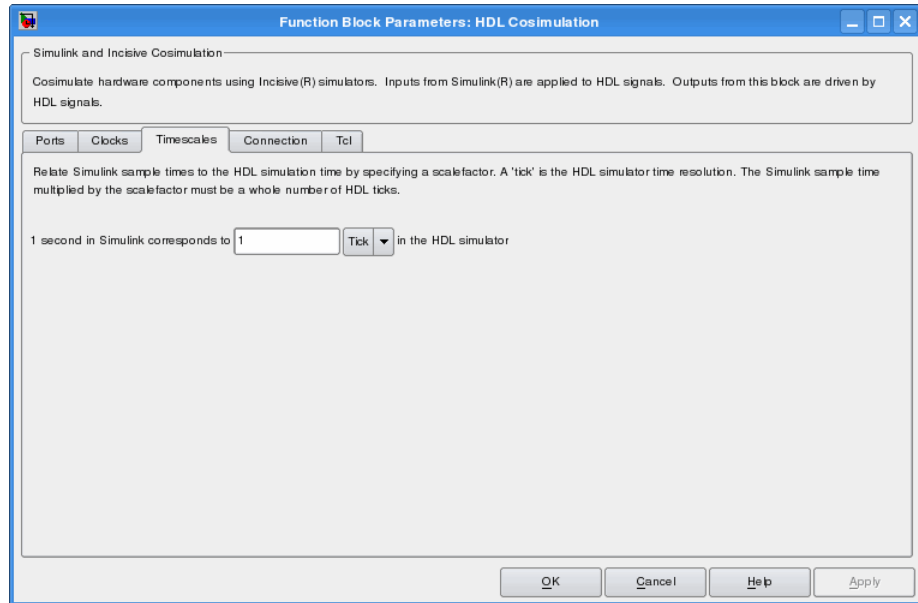 Function Block Parameters: HDL Cosimulation
Simulink and Incisive Cosimulation
Cosimulate hardware components using Incisive(R) simulators. Inputs from Simulink(R) are applied to HDL signals. Outputs from this block are driven by
HDL signals.
Ports Clocks Timescales Connection Tcl
Relate Simulink sample times to the HDL simulation time by specifying a scalefactor. A 'tick' is the HDL simulator time resolution. The Simulink sample time
multiplied by the scalefactor must be a whole number of HDL ticks.
1 second in Simulink corresponds to 1 Tick in the HDL simulator
OK Cancel Help Apply